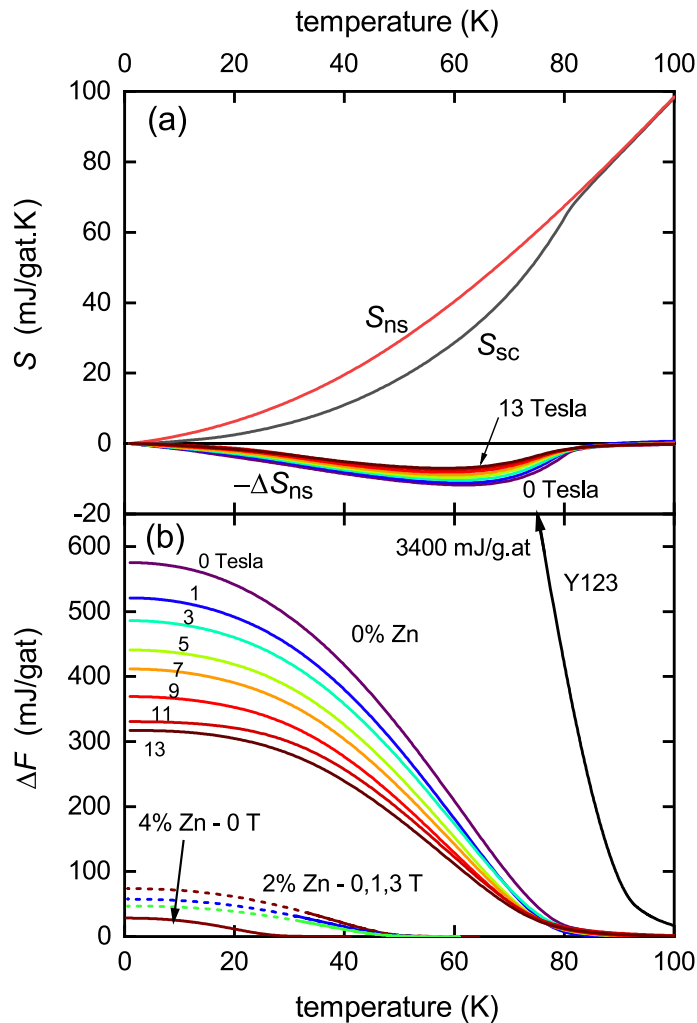 temperature (K)
0 20 40 60 80 100
(a)
100
80
60
40
20
0
-20
S (mJ/gat.K)
Sns
Ssc
13 Tesla
−ΔSns
0 Tesla
(b)
3400 mJ/g.at
Y123
0 Tesla
0% Zn
1
3
5
7
9
11
13
4% Zn - 0 T
2% Zn - 0,1,3 T
600
500
400
300
200
100
0
ΔF (mJ/gat)
0 20 40 60 80 100
temperature (K)